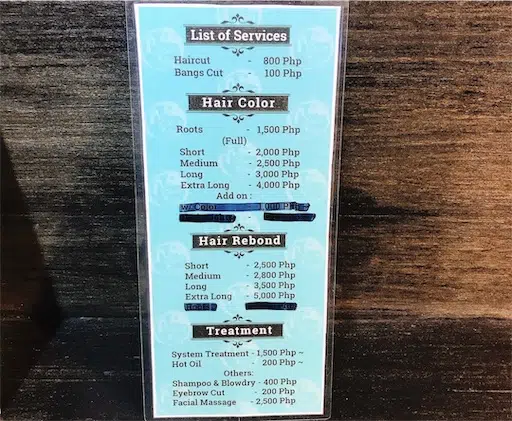 List of Services
Haircut - 800 Php
Bangs Cut - 100 Php
Hair Color
Roots - 1,500 Php
(Full)
Short - 2,000 Php
Medium - 2,500 Php
Long - 3,000 Php
Extra Long - 4,000 Php
Add on :
Hair Rebond
Short - 2,500 Php
Medium - 2,800 Php
Long 3,500 Php
Extra Long - 5,000 Php
Treatment
System Treatment - 1,500 Php ~
Hot Oil - 200 Php ~
Others:
Shampoo & Blowdry - 400 Php
Eyebrow Cut - 200 Php
Facial Massage - 2,500 Php